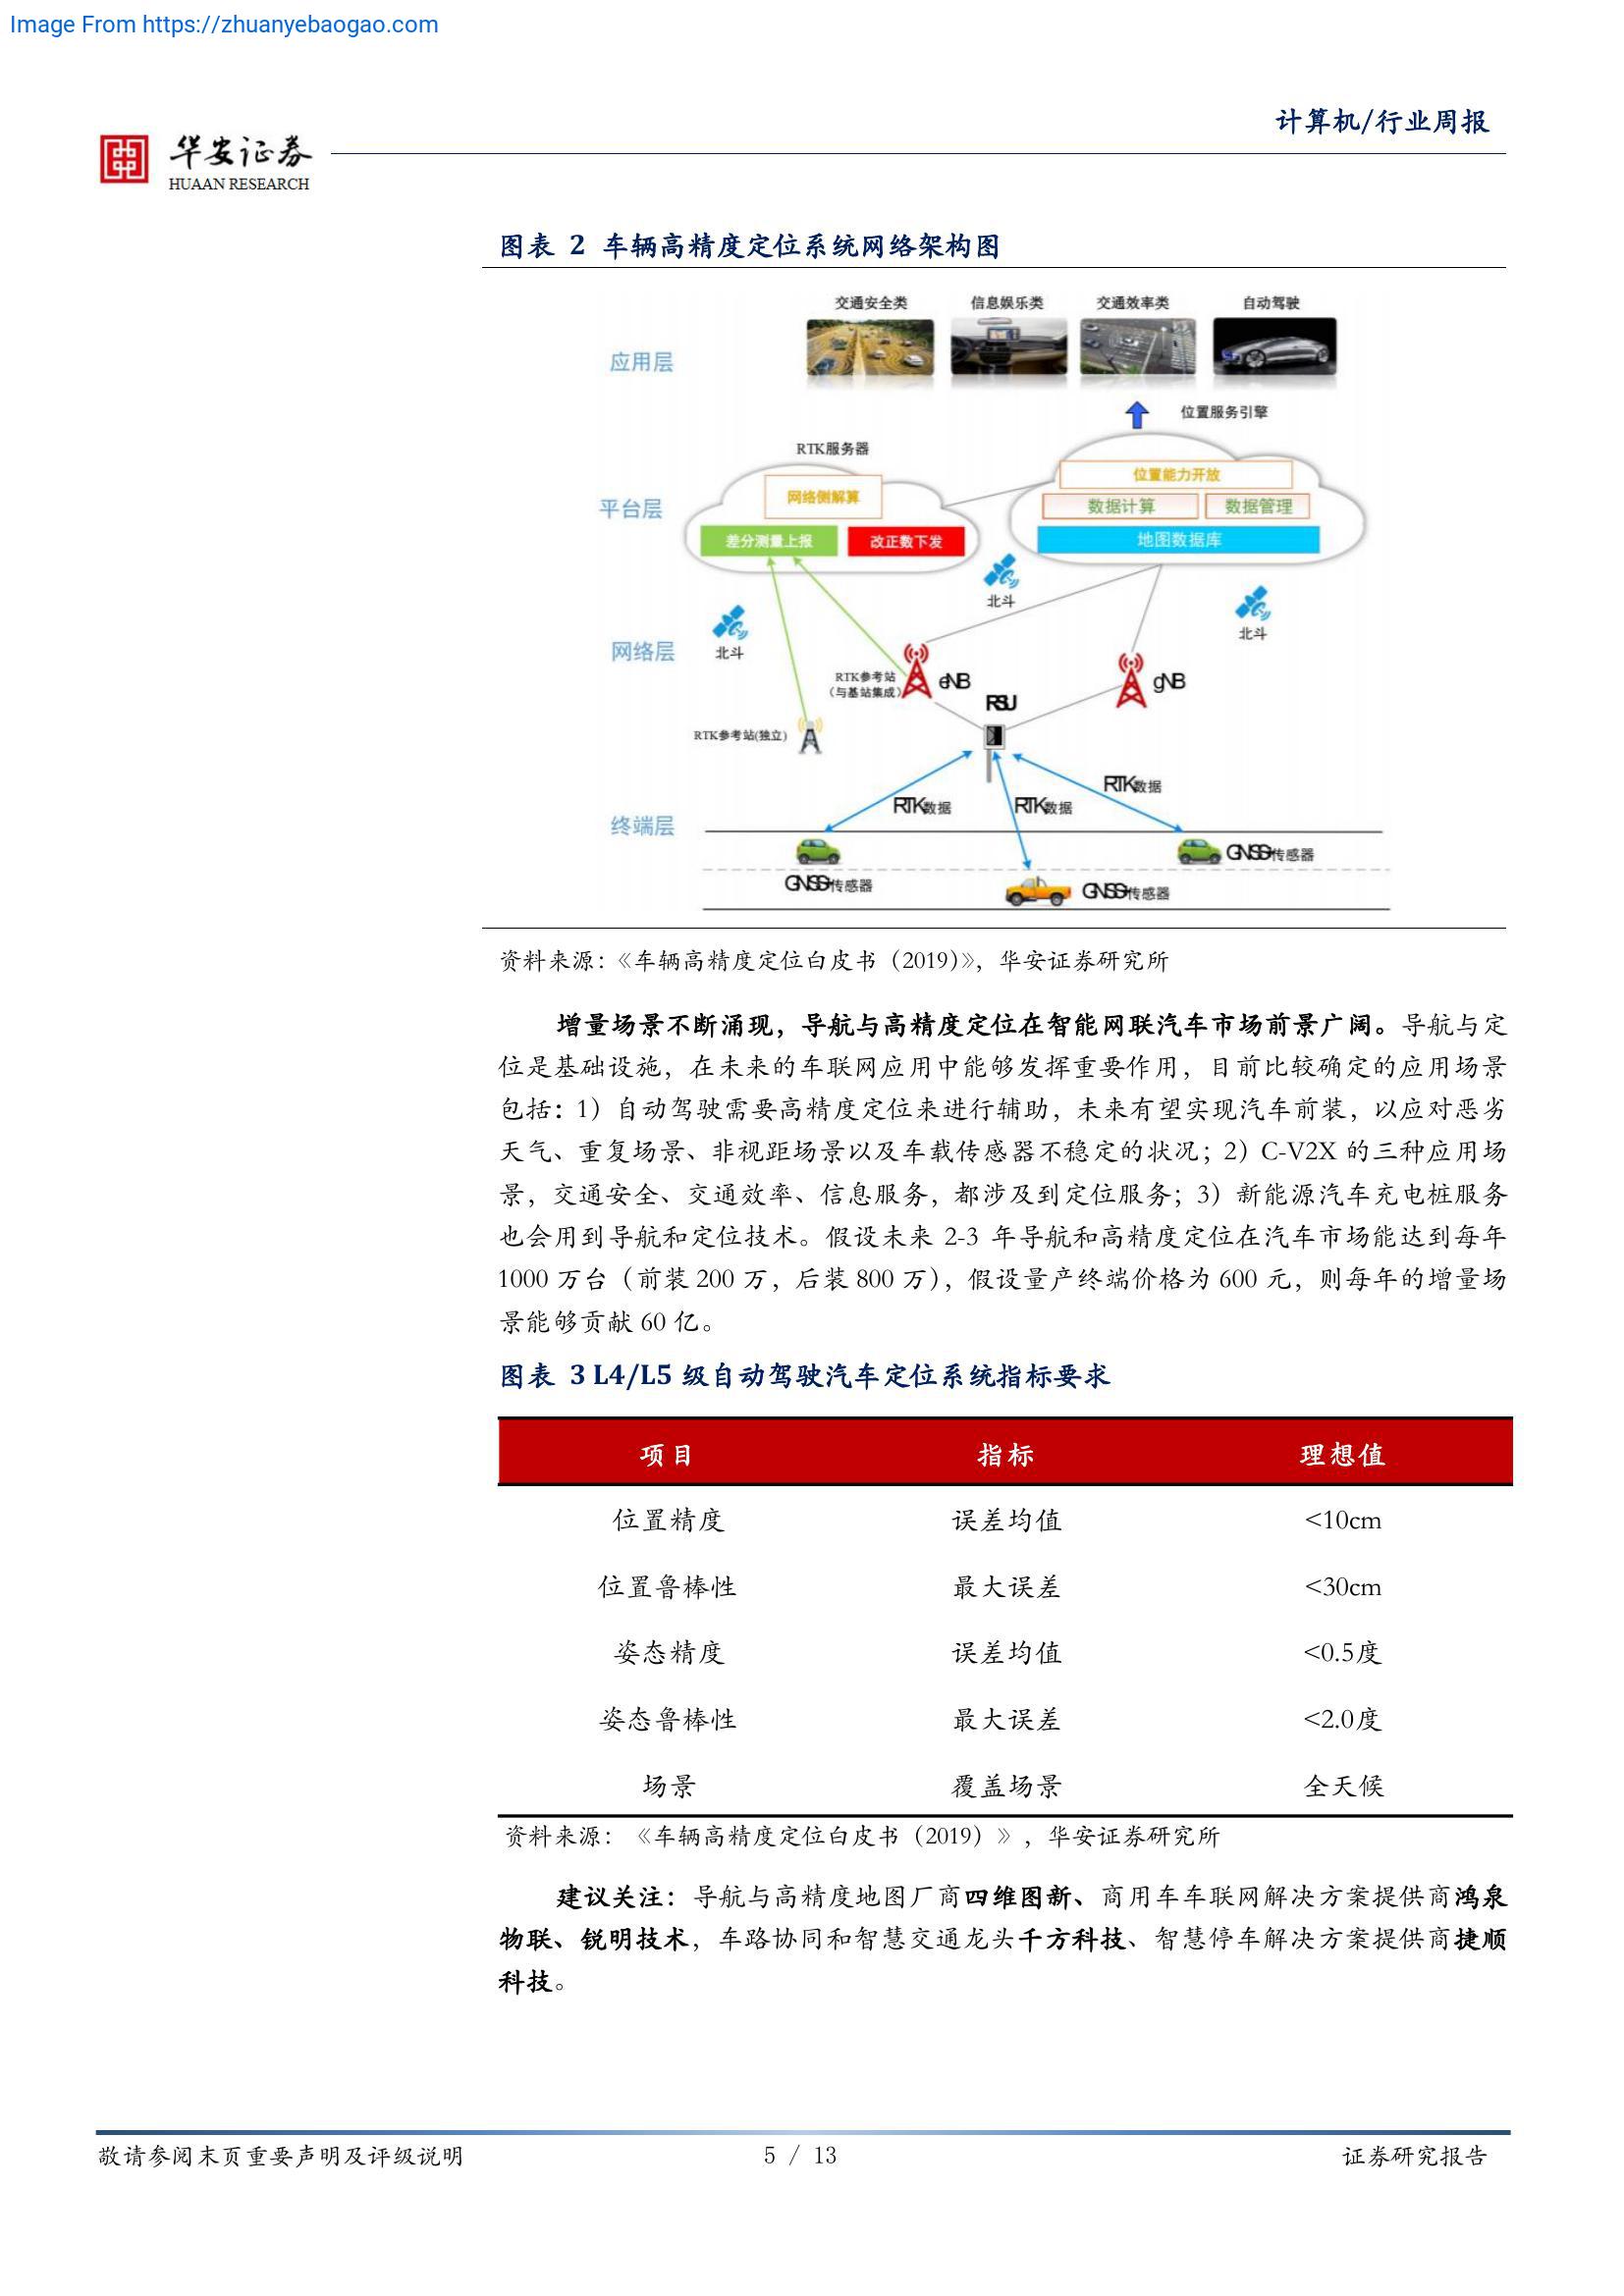 Image From https://zhuanyebaogao.com
计算机/行业周报
华安证券
HUAAN RESEARCH
图表 2 车辆高精度定位系统网络架构图
交通安全类 信息娱乐类 交通效率类 自动驾驶
应用层
位置服务引擎
RTK服务器
位置能力开放
网络侧解算
平台层
数据计算 数据管理
差分测量上报 改正数下发
地图数据库
北斗
北斗
北斗
网络层
RTK参考站
(与基站集成)
eNB
gNB
RSU
RTK参考站(独立)
RTK数据
RTK数据
RTK数据
终端层
GNSS+传感器
GNSS+传感器
GNSS+传感器
资料来源：《车辆高精度定位白皮书（2019）》，华安证券研究所
增量场景不断涌现，导航与高精度定位在智能网联汽车市场前景广阔。导航与定
位是基础设施，在未来的车联网应用中能够发挥重要作用，目前比较确定的应用场景
包括：1）自动驾驶需要高精度定位来进行辅助，未来有望实现汽车前装，以应对恶劣
天气、重复场景、非视距场景以及车载传感器不稳定的状况；2）C-V2X 的三种应用场
景，交通安全、交通效率、信息服务，都涉及到定位服务；3）新能源汽车充电桩服务
也会用到导航和定位技术。假设未来 2-3 年导航和高精度定位在汽车市场能达到每年
1000 万台（前装 200 万，后装 800 万），假设量产终端价格为 600 元，则每年的增量场
景能够贡献 60 亿。
图表 3 L4/L5 级自动驾驶汽车定位系统指标要求
项目 指标 理想值
位置精度 误差均值 <10cm
位置鲁棒性 最大误差 <30cm
姿态精度 误差均值 <0.5度
姿态鲁棒性 最大误差 <2.0度
场景 覆盖场景 全天候
资料来源：《车辆高精度定位白皮书（2019）》，华安证券研究所
建议关注：导航与高精度地图厂商四维图新、商用车车联网解决方案提供商鸿泉
物联、锐明技术，车路协同和智慧交通龙头千方科技、智慧停车解决方案提供商捷顺
科技。
敬请参阅末页重要声明及评级说明 5 / 13 证券研究报告